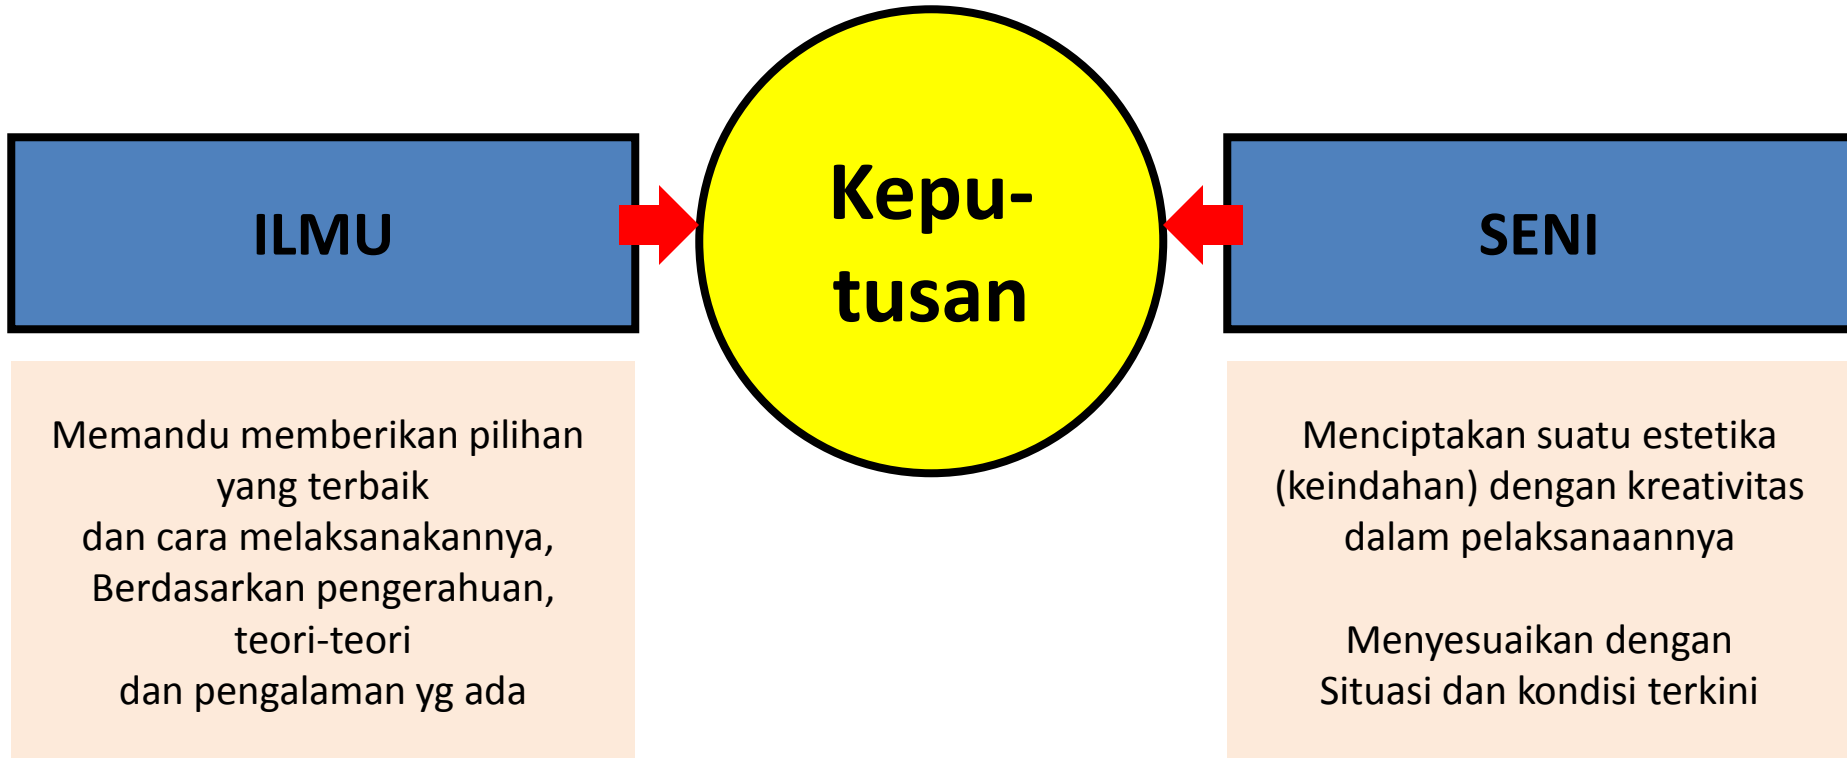 ILMU
Memandu memberikan pilihan
yang terbaik
dan cara melaksanakannya,
Berdasarkan pengerahuan,
teori-teori
dan pengalaman yg ada
Kepu-
tusan
SENI
Menciptakan suatu estetika
(keindahan) dengan kreativitas
dalam pelaksanaannya
Menyesuaikan dengan
Situasi dan kondisi terkini